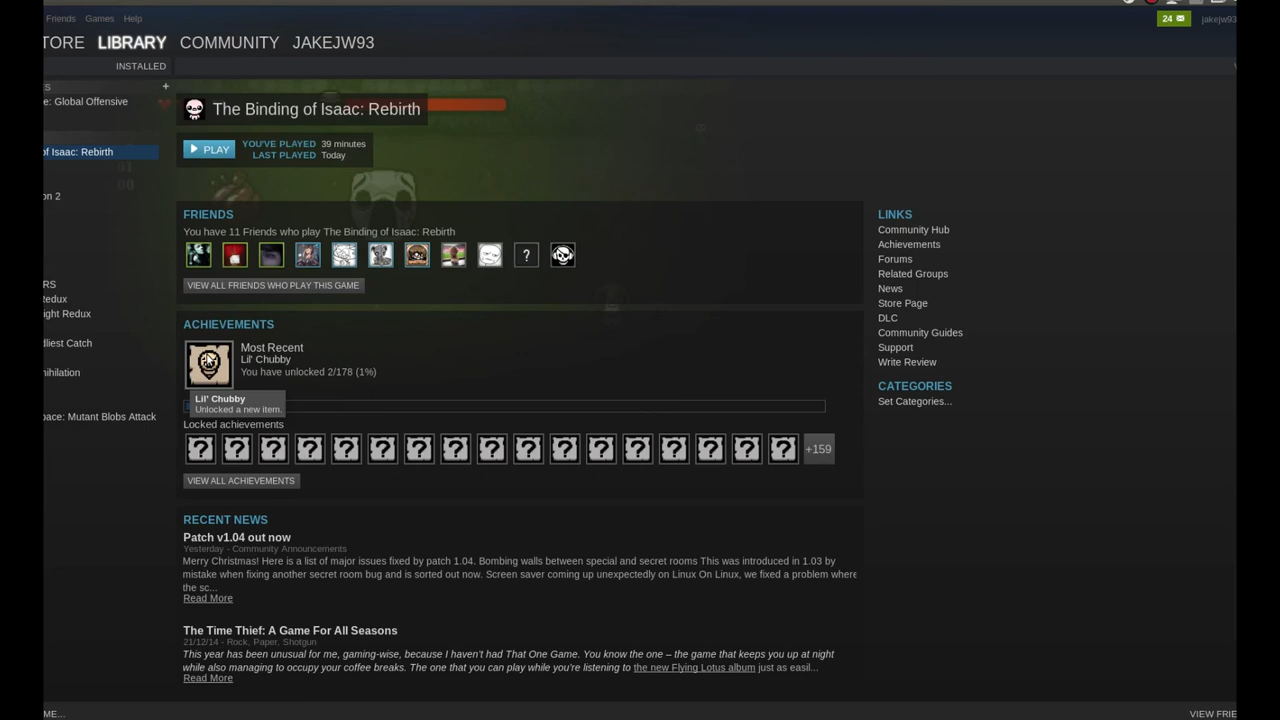 Friends Games Help
24
jakejw93
TORE LIBRARY COMMUNITY JAKEJW93
INSTALLED
ES +
e: Global Offensive
of Isaac: Rebirth
on 2
RS
Redux
ight Redux
dliest Catch
nihilation
pace: Mutant Blobs Attack
ME...
The Binding of Isaac: Rebirth
PLAY
YOU'VE PLAYED 39 minutes
LAST PLAYED Today
FRIENDS
You have 11 Friends who play The Binding of Isaac: Rebirth
?
VIEW ALL FRIENDS WHO PLAY THIS GAME
ACHIEVEMENTS
Most Recent
Lil' Chubby
You have unlocked 2/178 (1%)
Lil' Chubby
Unlocked a new item.
Locked achievements
? ? ? ? ? ? ? ? ? ? ? ? ? ? ? ? ? +159
VIEW ALL ACHIEVEMENTS
RECENT NEWS
Patch v1.04 out now
Yesterday - Community Announcements
Merry Christmas! Here is a list of major issues fixed by patch 1.04. Bombing walls between special and secret rooms This was introduced in 1.03 by
mistake when fixing another secret room bug and is sorted out now. Screen saver coming up unexpectedly on Linux On Linux, we fixed a problem where
the sc...
Read More
The Time Thief: A Game For All Seasons
21/12/14 - Rock, Paper, Shotgun
This year has been unusual for me, gaming-wise, because I haven't had That One Game. You know the one – the game that keeps you up at night
while also managing to occupy your coffee breaks. The one that you can play while you're listening to the new Flying Lotus album just as easil...
Read More
LINKS
Community Hub
Achievements
Forums
Related Groups
News
Store Page
DLC
Community Guides
Support
Write Review
CATEGORIES
Set Categories...
VIEW FRIE